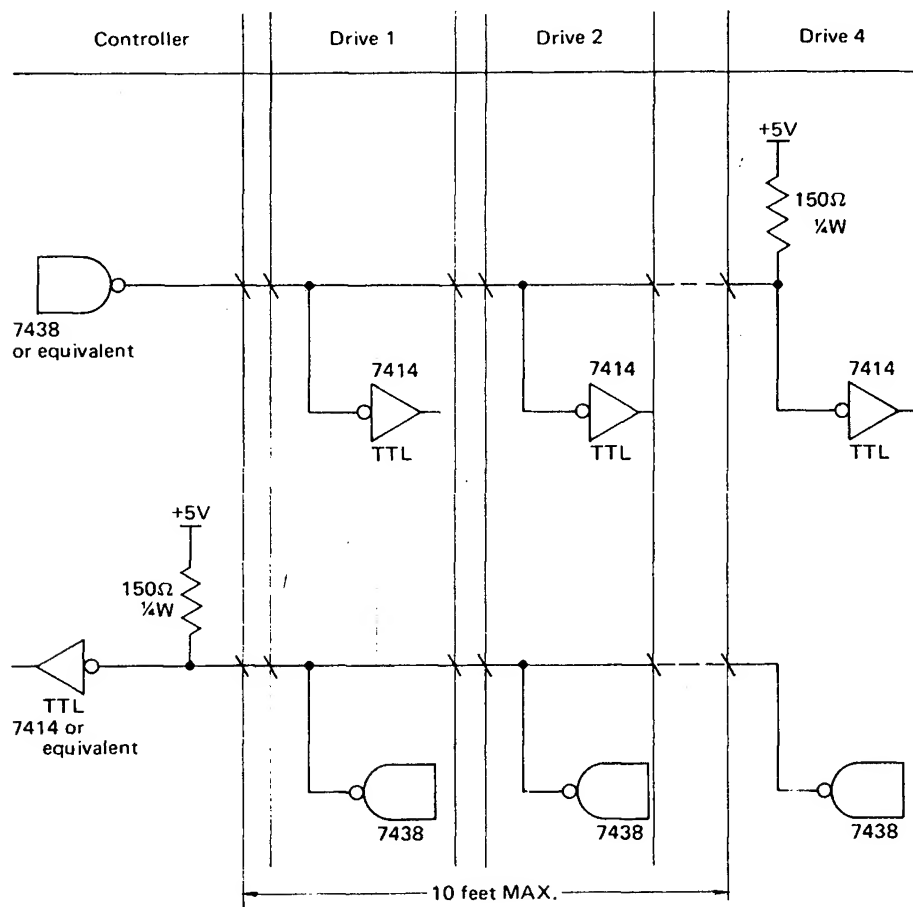 Controller
Drive 1
Drive 2
Drive 4
+5V
150Ω
¼W
7438
or equivalent
7414
TTL
7414
TTL
7414
TTL
+5V
150Ω
¼W
TTL
7414 or
equivalent
7438
7438
7438
10 feet MAX.